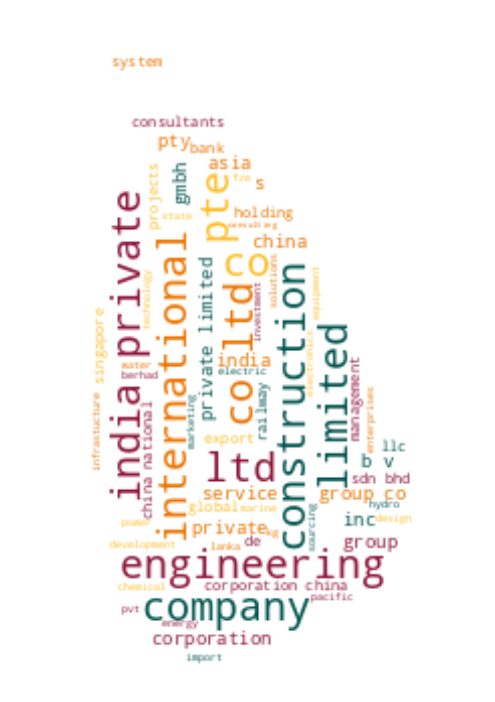 system
consultants
pty
bank
asia
fze
s
gmbh
projects
state
pte
holding
consulting
china
india private
international
co
solutions
equipment
private limited
co ltd
construction
technology
investment
singapore
limited
electronics
india
water
electric
berhad
management
railway
enterprises
infrastructure
china national
marketing
export
llc
b v
ltd
sdn bhd
service
group co
hydro
global
marine
sourcing
inc
design
power
private
kg
de
group
development
lanka
engineering
chemical
corporation china
pacific
pvt
company
energy
corporation
import